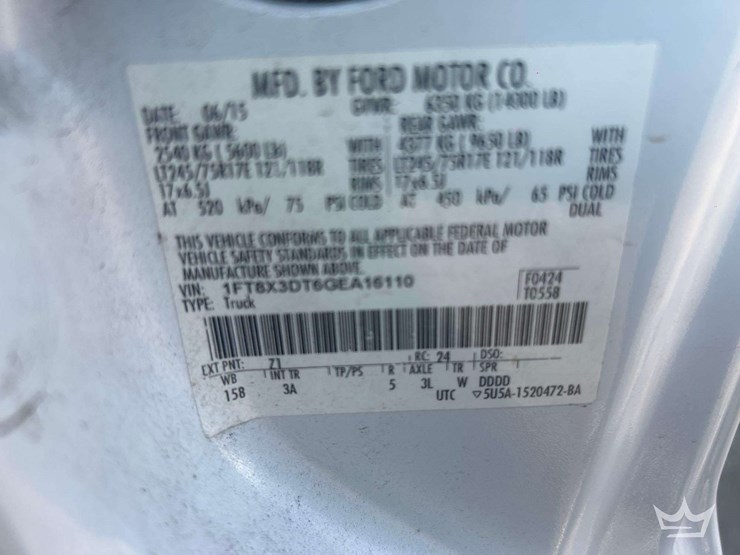 MFD. BY FORD MOTOR CO.
DATE: 06/15 GVWR: 6350 KG (14000 LB)
FRONT GAWR: REAR GAWR:
2540 KG (5600 LB) WITH 4377 KG (9650 LB) WITH
LT245/75R17E 121/118R TIRES LT245/75R17E 121/118R TIRES
17x6.5J RIMS 17x6.5J RIMS
AT 520 kPa/ 75 PSI COLD AT 450 kPa/ 65 PSI COLD
DUAL
THIS VEHICLE CONFORMS TO ALL APPLICABLE FEDERAL MOTOR
VEHICLE SAFETY STANDARDS IN EFFECT ON THE DATE OF
MANUFACTURE SHOWN ABOVE.
VIN: 1FT8X3DT6GEA16110 F0424
TYPE: Truck T0558
EXT PNT: Z1 RC: 24 DSO:
WB INT TR TP/PS R AXLE TR SPR
158 3A 5 3L W DDDD
UTC ▽5U5A-1520472-BA